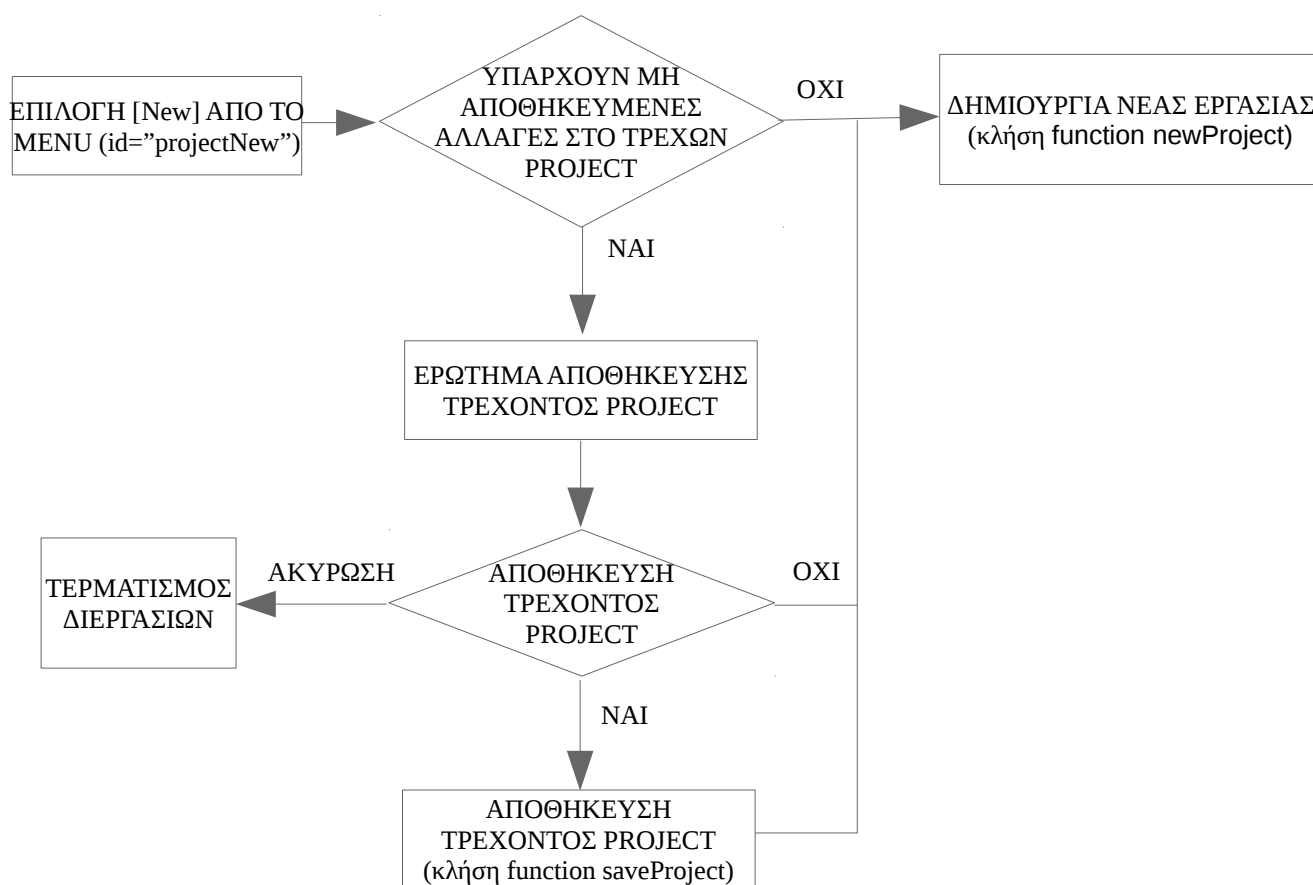 ΥΠΑΡΧΟΥΝ ΜΗ
ΑΠΟΘΗΚΕΥΜΕΝΕΣ
ΑΛΛΑΓΕΣ ΣΤΟ ΤΡΕΧΩΝ
PROJECT
ΕΠΙΛΟΓΗ [New] ΑΠΟ ΤΟ
MENU (id=”projectNew”)
ΟΧΙ
ΔΗΜΙΟΥΡΓΙΑ ΝΕΑΣ ΕΡΓΑΣΙΑΣ
(κλήση function newProject)
ΝΑΙ
ΕΡΩΤΗΜΑ ΑΠΟΘΗΚΕΥΣΗΣ
ΤΡΕΧΟΝΤΟΣ PROJECT
ΤΕΡΜΑΤΙΣΜΟΣ
ΔΙΕΡΓΑΣΙΩΝ
ΑΚΥΡΩΣΗ
ΑΠΟΘΗΚΕΥΣΗ
ΤΡΕΧΟΝΤΟΣ
PROJECT
ΟΧΙ
ΝΑΙ
ΑΠΟΘΗΚΕΥΣΗ
ΤΡΕΧΟΝΤΟΣ PROJECT
(κλήση function saveProject)